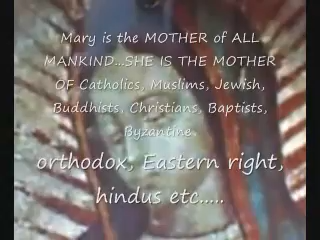 Mary is the MOTHER of ALL
MANKIND...SHE IS THE MOTHER
OF Catholics, Muslims, Jewish,
Buddhists, Christians, Baptists,
Byzantine,
orthodox, Eastern right,
hindus etc.....